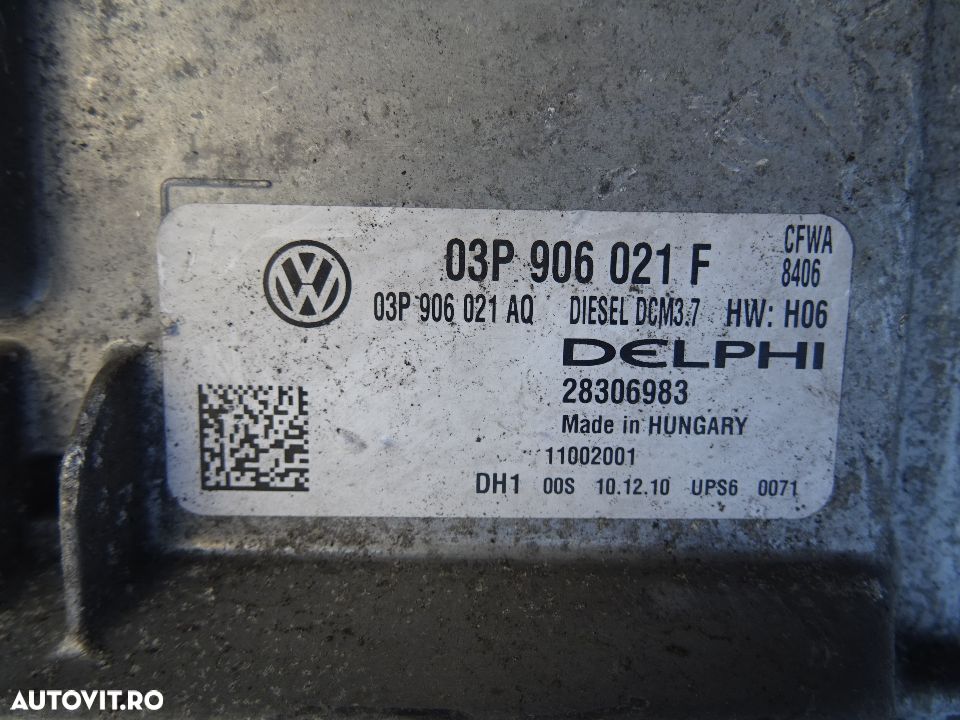 03P 906 021 F
CFWA
8406
03P 906 021 AQ DIESEL DCM3.7 HW: H06
DELPHI
28306983
Made in HUNGARY
11002001
DH1 00S 10.12.10 UPS6 0071
AUTOVIT.RO